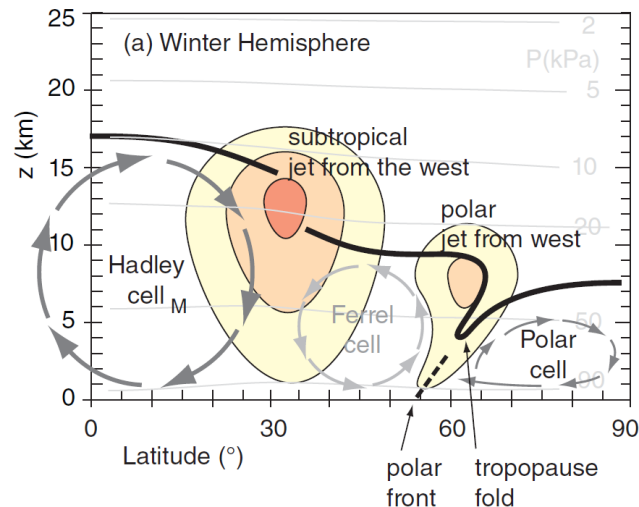 (a) Winter Hemisphere
25
20
15
10
5
0
z (km)
2
P(kPa)
5
10
20
50
90
subtropical
jet from the west
polar
jet from west
Hadley
cell M
Ferrel
cell
Polar
cell
0
30
60
90
Latitude (°)
polar
front
tropopause
fold